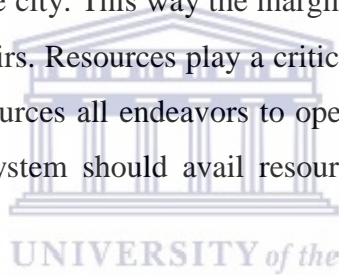 e city. This way the margin
irs. Resources play a critic
urces all endeavors to ope
ystem should avail resour
UNIVERSITY of the